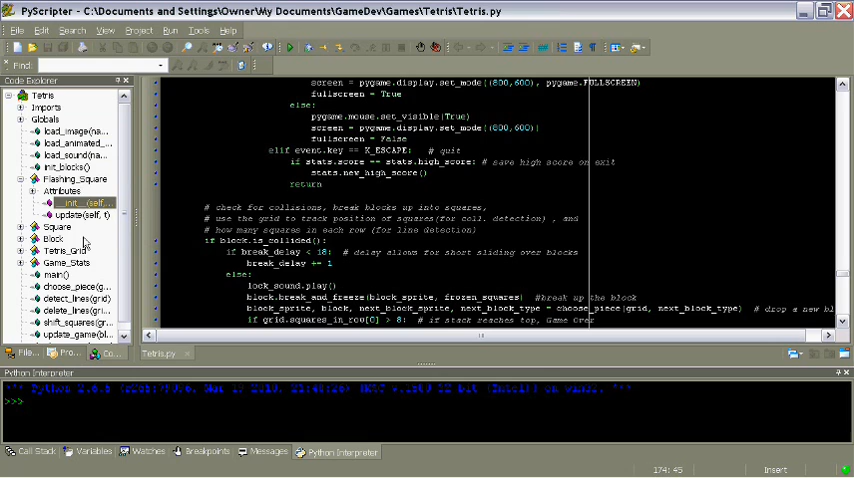 PyScripter - C:\Documents and Settings\Owner\My Documents\GameDev\Games\Tetris\Tetris.py
File Edit Search View Project Run Tools Help
Find:
Code Explorer
Tetris
Imports
Globals
load_image(na...
load_animated_...
load_sound(na...
init_blocks()
Flashing_Square
Attributes
__init__(self,...
update(self, t)
Square
Block
Tetris_Grid
Game_Stats
main()
choose_piece(g...
detect_lines(grid)
delete_lines(gri...
shift_squares(gr...
update_game(bl...
File... Pro... Co...
screen = pygame.display.set_mode((800,600), pygame.FULLSCREEN)
fullscreen = True
else:
pygame.mouse.set_visible(True)
screen = pygame.display.set_mode((800,600))
fullscreen = False
elif event.key == K_ESCAPE: # quit
if stats.score == stats.high_score: # save high score on exit
stats.new_high_score()
return
# check for collisions, break blocks up into squares,
# use the grid to track position of squares(for coll. detection) , and
# how many squares in each row (for line detection)
if block.is_collided():
if break_delay < 18: # delay allows for short sliding over blocks
break_delay += 1
else:
lock_sound.play()
block.break_and_freeze(block_sprite, frozen_squares) #break up the block
block_sprite, block, next_block_sprite, next_block_type = choose_piece(grid, next_block_type) # drop a new bl
if grid.squares_in_row[0] > 8: # if stack reaches top, Game Over
Tetris.py
Python Interpreter
>>>
Call Stack Variables Watches Breakpoints Messages Python Interpreter
174: 45 Insert